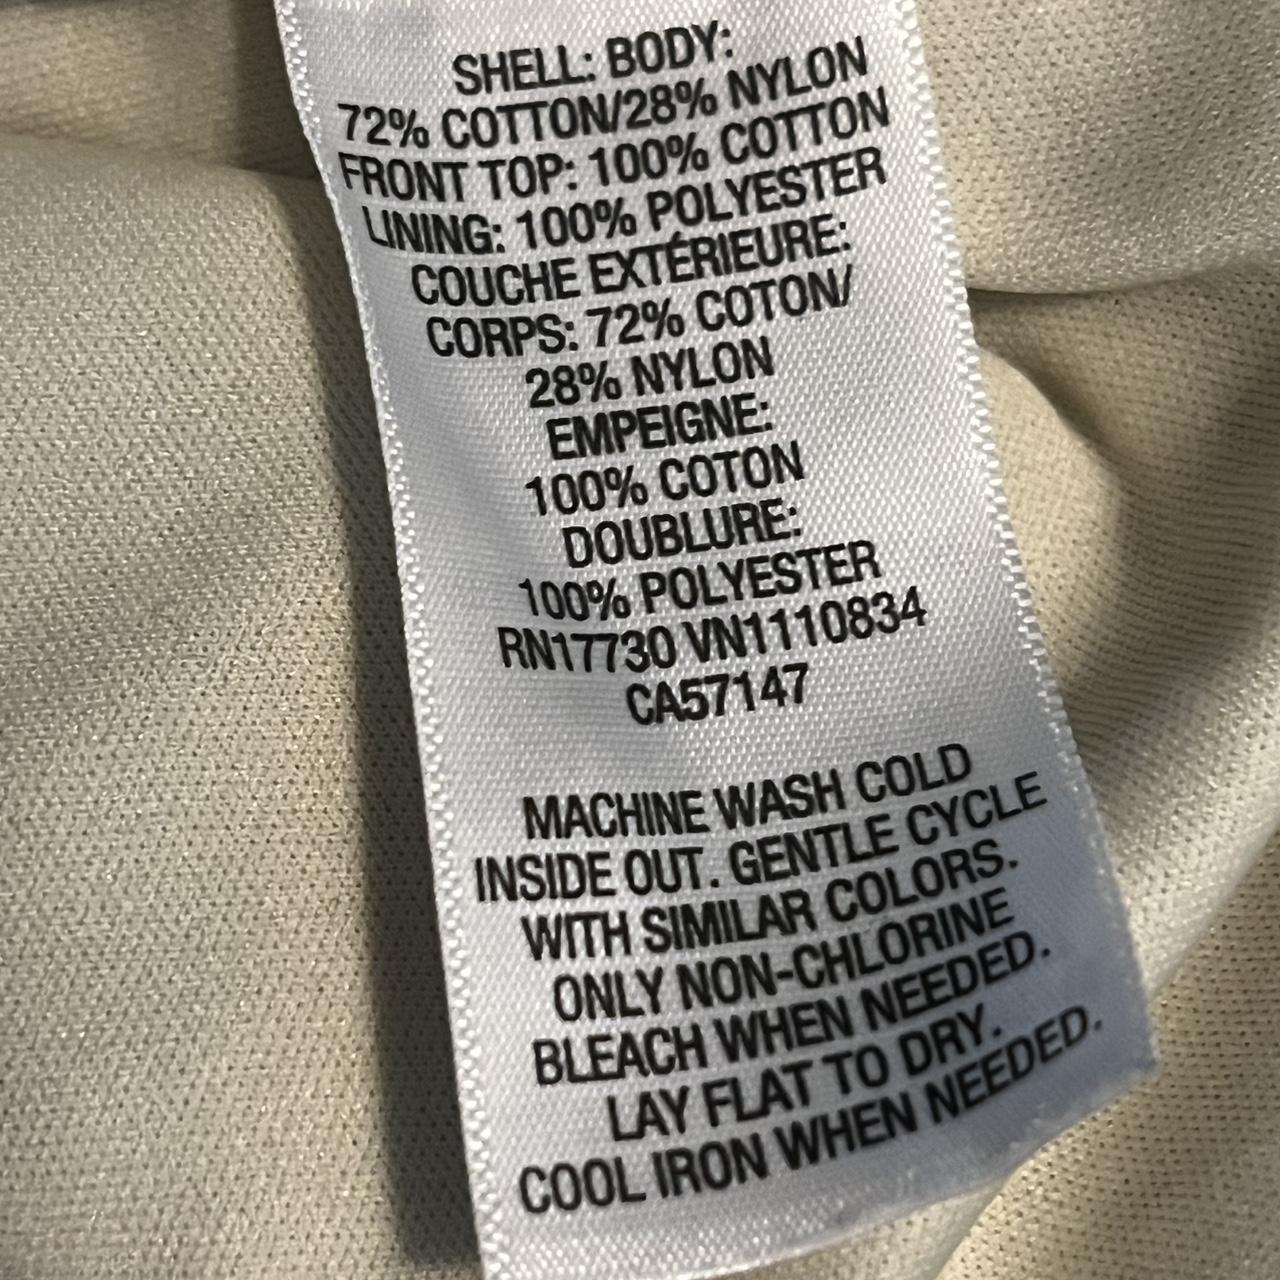 SHELL: BODY:
72% COTTON/28% NYLON
FRONT TOP: 100% COTTON
LINING: 100% POLYESTER
COUCHE EXTÉRIEURE:
CORPS: 72% COTON/
28% NYLON
EMPEIGNE:
100% COTON
DOUBLURE:
100% POLYESTER
RN17730 VN1110834
CA57147
MACHINE WASH COLD
INSIDE OUT. GENTLE CYCLE
WITH SIMILAR COLORS.
ONLY NON-CHLORINE
BLEACH WHEN NEEDED.
LAY FLAT TO DRY.
COOL IRON WHEN NEEDED.